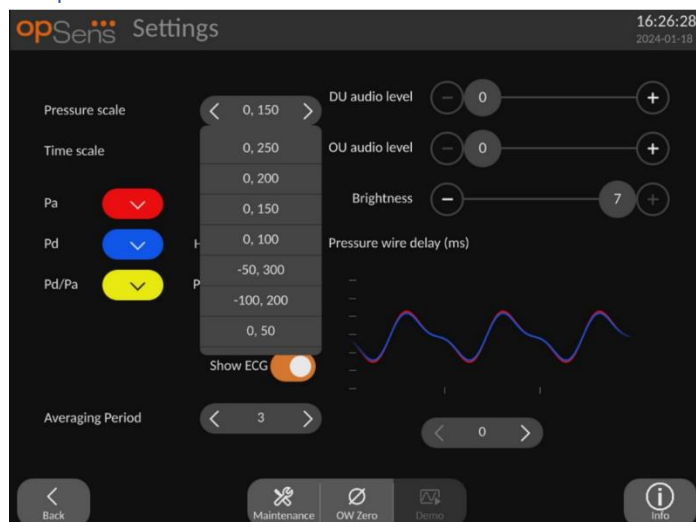 opSens Settings
16:26:28
2024-01-18
Pressure scale
0, 150
DU audio level
0
Time scale
0, 250
0, 200
0, 150
0, 100
-50, 300
-100, 200
0, 50
OU audio level
0
Brightness
7
Pa
Pd
H
Pressure wire delay (ms)
Pd/Pa
P
Show ECG
Averaging Period
3
0
Back
Maintenance
OW Zero
Demo
Info